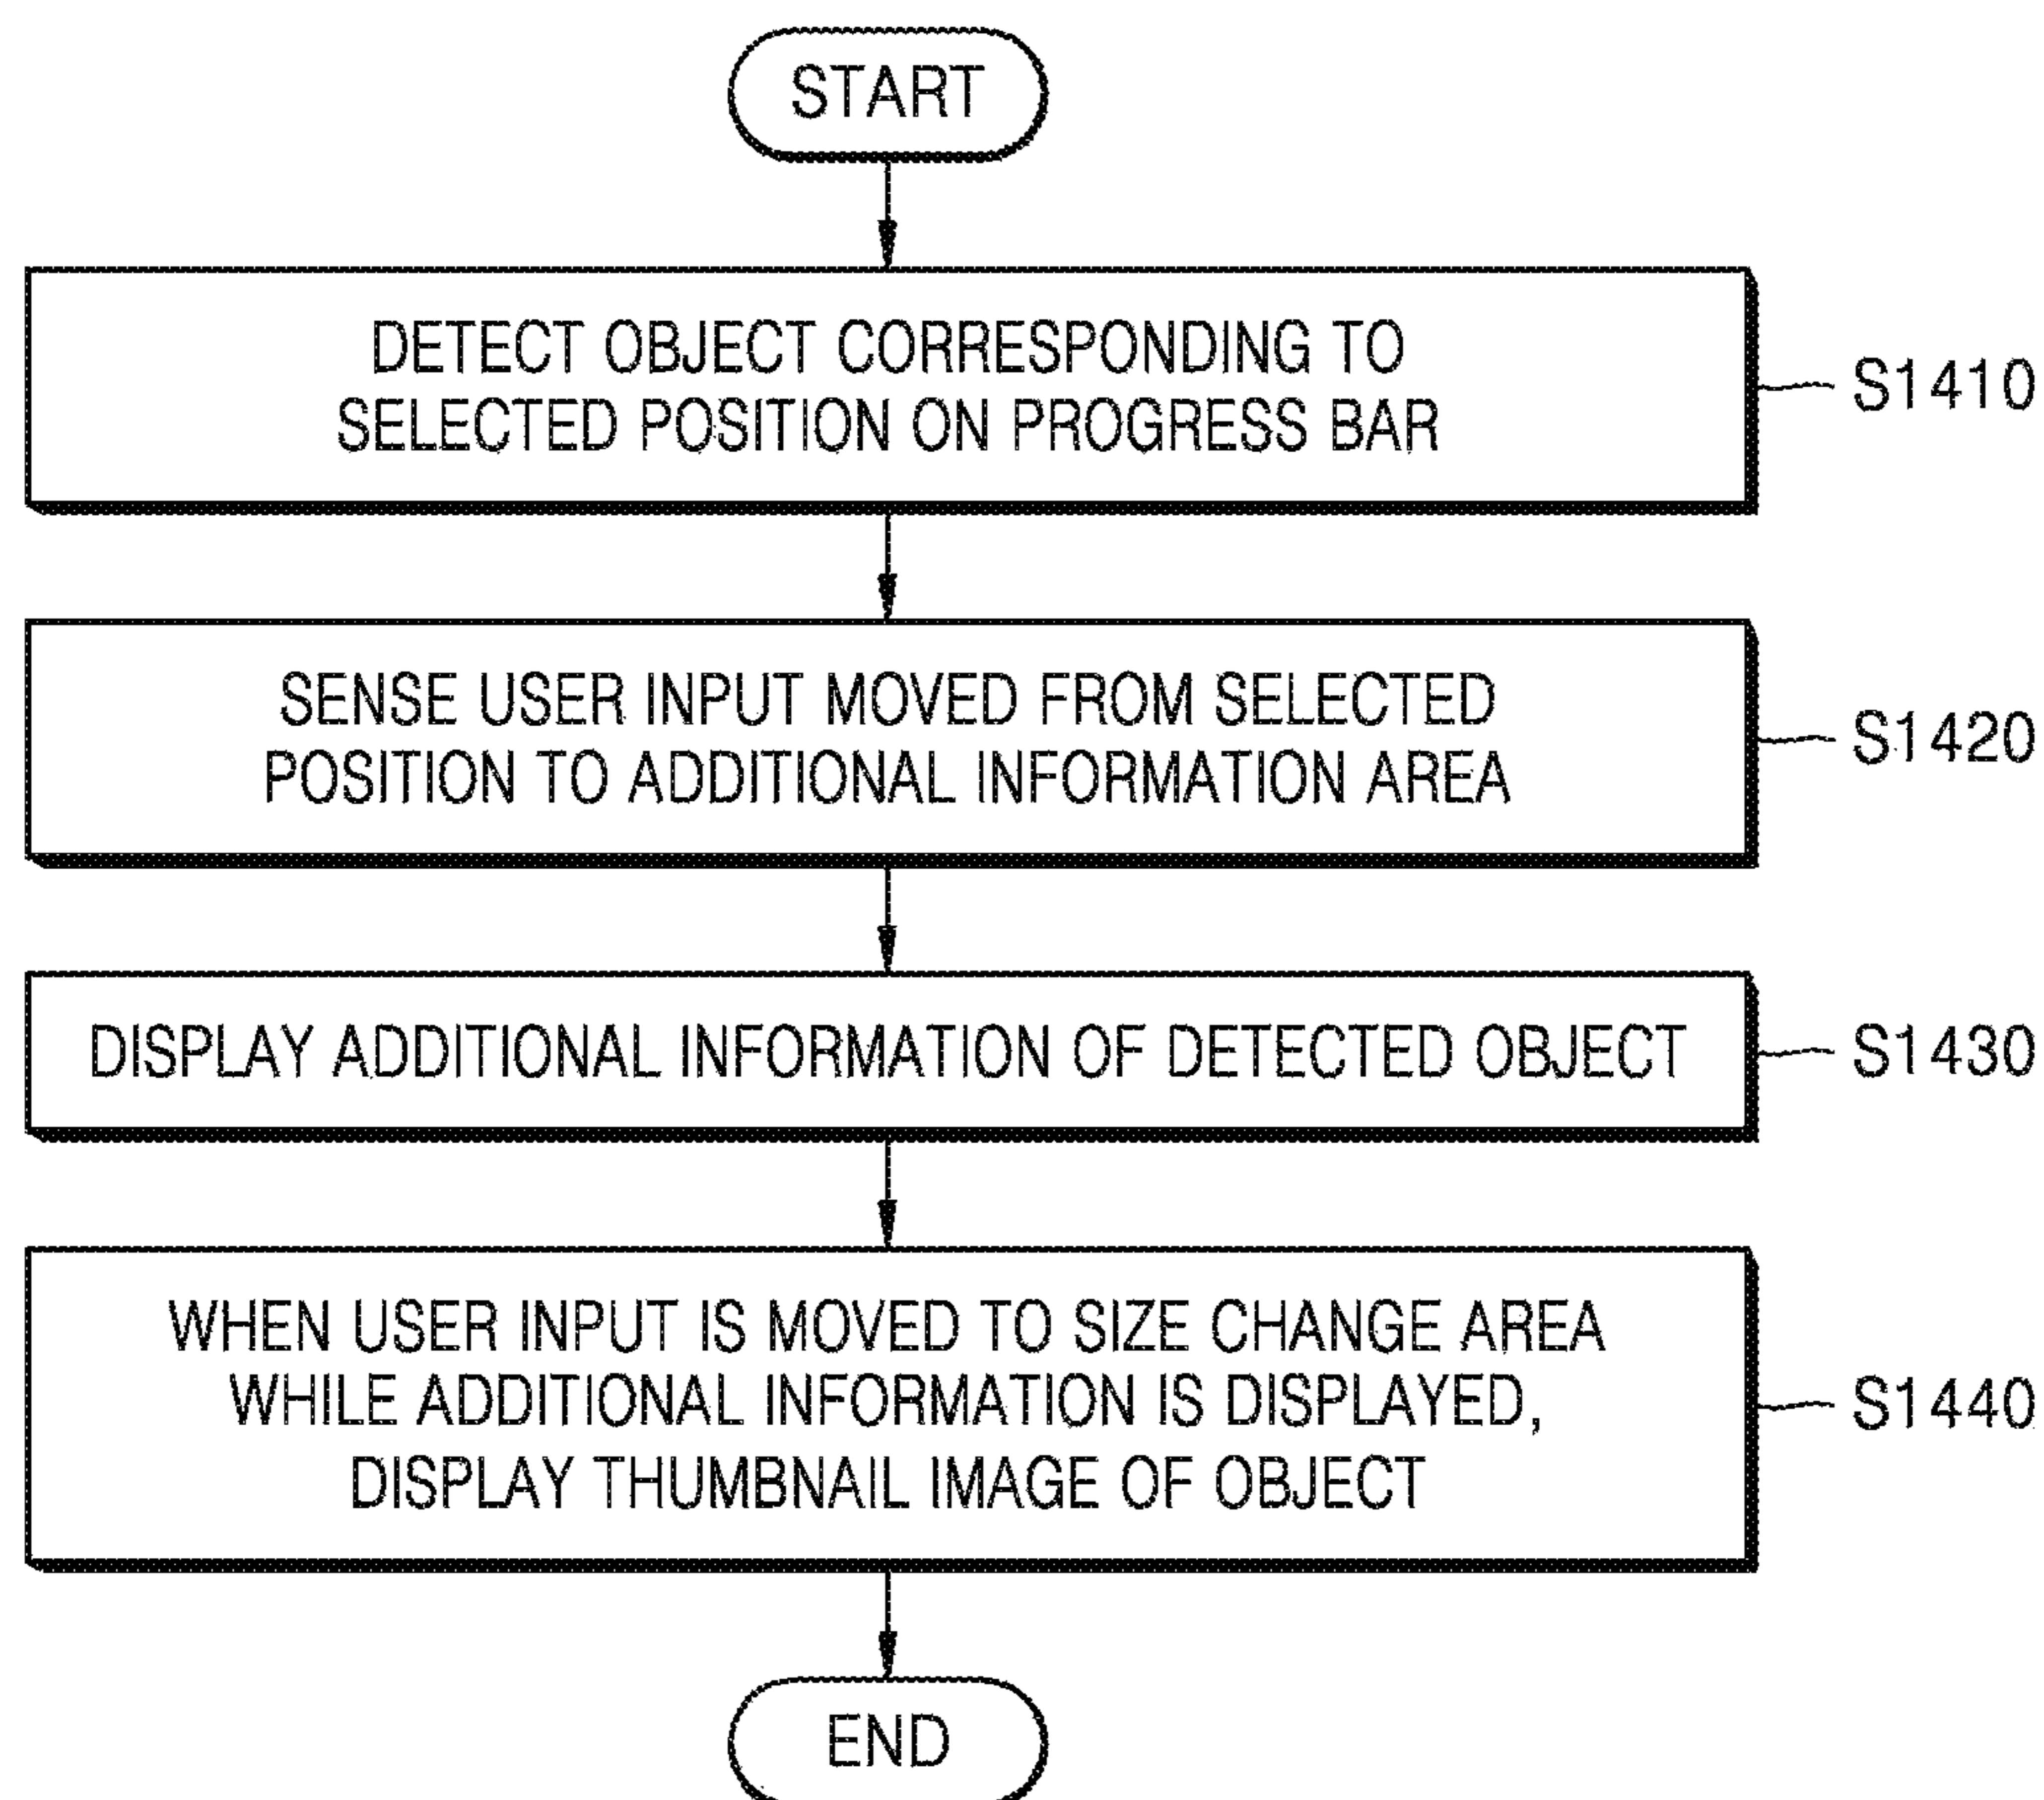 START
DETECT OBJECT CORRESPONDING TO
SELECTED POSITION ON PROGRESS BAR
S1410
SENSE USER INPUT MOVED FROM SELECTED
POSITION TO ADDITIONAL INFORMATION AREA
S1420
DISPLAY ADDITIONAL INFORMATION OF DETECTED OBJECT
S1430
WHEN USER INPUT IS MOVED TO SIZE CHANGE AREA
WHILE ADDITIONAL INFORMATION IS DISPLAYED,
DISPLAY THUMBNAIL IMAGE OF OBJECT
S1440
END